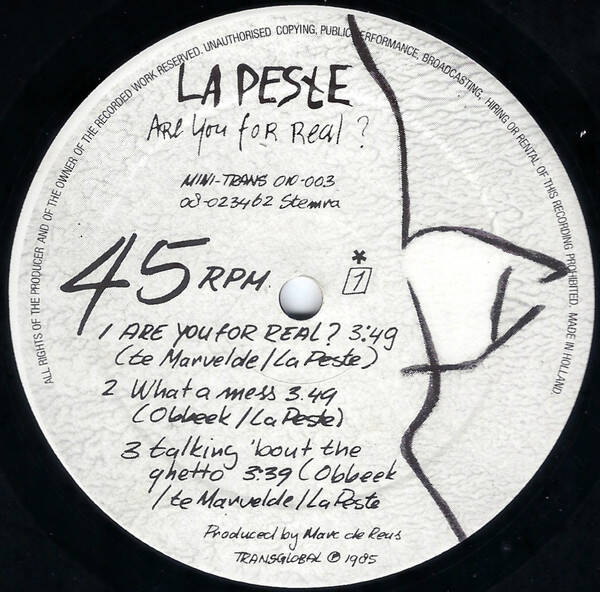 ALL RIGHTS OF THE PRODUCER AND OF THE OWNER OF THE RECORDED WORK RESERVED. UNAUTHORISED COPYING, PUBLIC PERFORMANCE, BROADCASTING, HIRING OR RENTAL OF THIS RECORDING PROHIBITED. MADE IN HOLLAND.
LA PESTE
Are You for Real?
MINI-TRANS 010-003
08-023462 Stemra
45 RPM.
* 1
1 ARE YOU FOR REAL? 3:49
(te Marvelde/La Peste)
2 What a mess 3.49
(Obbeek/La Peste)
3 talking 'bout the
ghetto 3:39 (Obbeek
/te Marvelde/La Peste
Produced by Marc de Reus
TRANSGLOBAL ℗ 1985